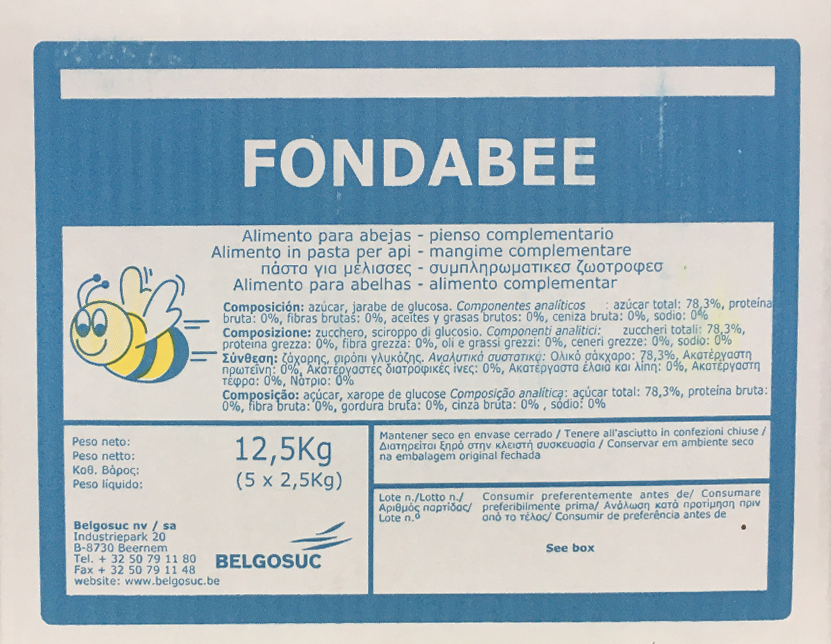 FONDABEE
Alimento para abejas - pienso complementario
Alimento in pasta per api - mangime complementare
πάστα για μέλισσες - συμπληρωματικεσ ζωοτροφεσ
Alimento para abelhas - alimento complementar
Composición: azúcar, jarabe de glucosa. Componentes analíticos : azúcar total: 78,3%, proteína
bruta: 0%, fibras brutas: 0%, aceites y grasas brutos: 0%, ceniza bruta: 0%, sodio: 0%
Composizione: zucchero, sciroppo di glucosio. Componenti analitici: zuccheri totali: 78,3%,
proteina grezza: 0%, fibra grezza: 0%, oli e grassi grezzi: 0%, ceneri grezze: 0%, sodio: 0%
Σύνθεση: ζάχαρης, σιρόπι γλυκόζης. Αναλυτικά συστατικά: Ολικό σάκχαρο: 78,3%, Ακατέργαστη
πρωτεΐνη: 0%, Ακατέργαστες διατροφικές ίνες: 0%, Ακατέργαστα έλαια και λίπη: 0%, Ακατέργαστη
τέφρα: 0%, Νάτριο: 0%
Composição: açúcar, xarope de glucose Composição analítica: açúcar total: 78,3%, proteína bruta:
0%, fibra bruta: 0%, gordura bruta: 0%, cinza bruta: 0% , sódio: 0%
Peso neto:
Peso netto:
Καθ. Βάρος:
Peso líquido:
12,5Kg
(5 x 2,5Kg)
Belgosuc nv / sa
Industriepark 20
B-8730 Beernem
Tel. + 32 50 79 11 80
Fax + 32 50 79 11 48
website: www.belgosuc.be
BELGOSUC
Mantener seco en envase cerrado / Tenere all'asciutto in confezioni chiuse /
Διατηρείται ξηρό στην κλειστή συσκευασία / Conservar em ambiente seco
na embalagem original fechada
Lote n./Lotto n./
Αριθμός παρτίδας/
Lote n.º
Consumir preferentemente antes de/ Consumare
preferibilmente prima/ Ανάλωση κατά προτίμηση πριν
από το τέλος/ Consumir de preferência antes de
See box